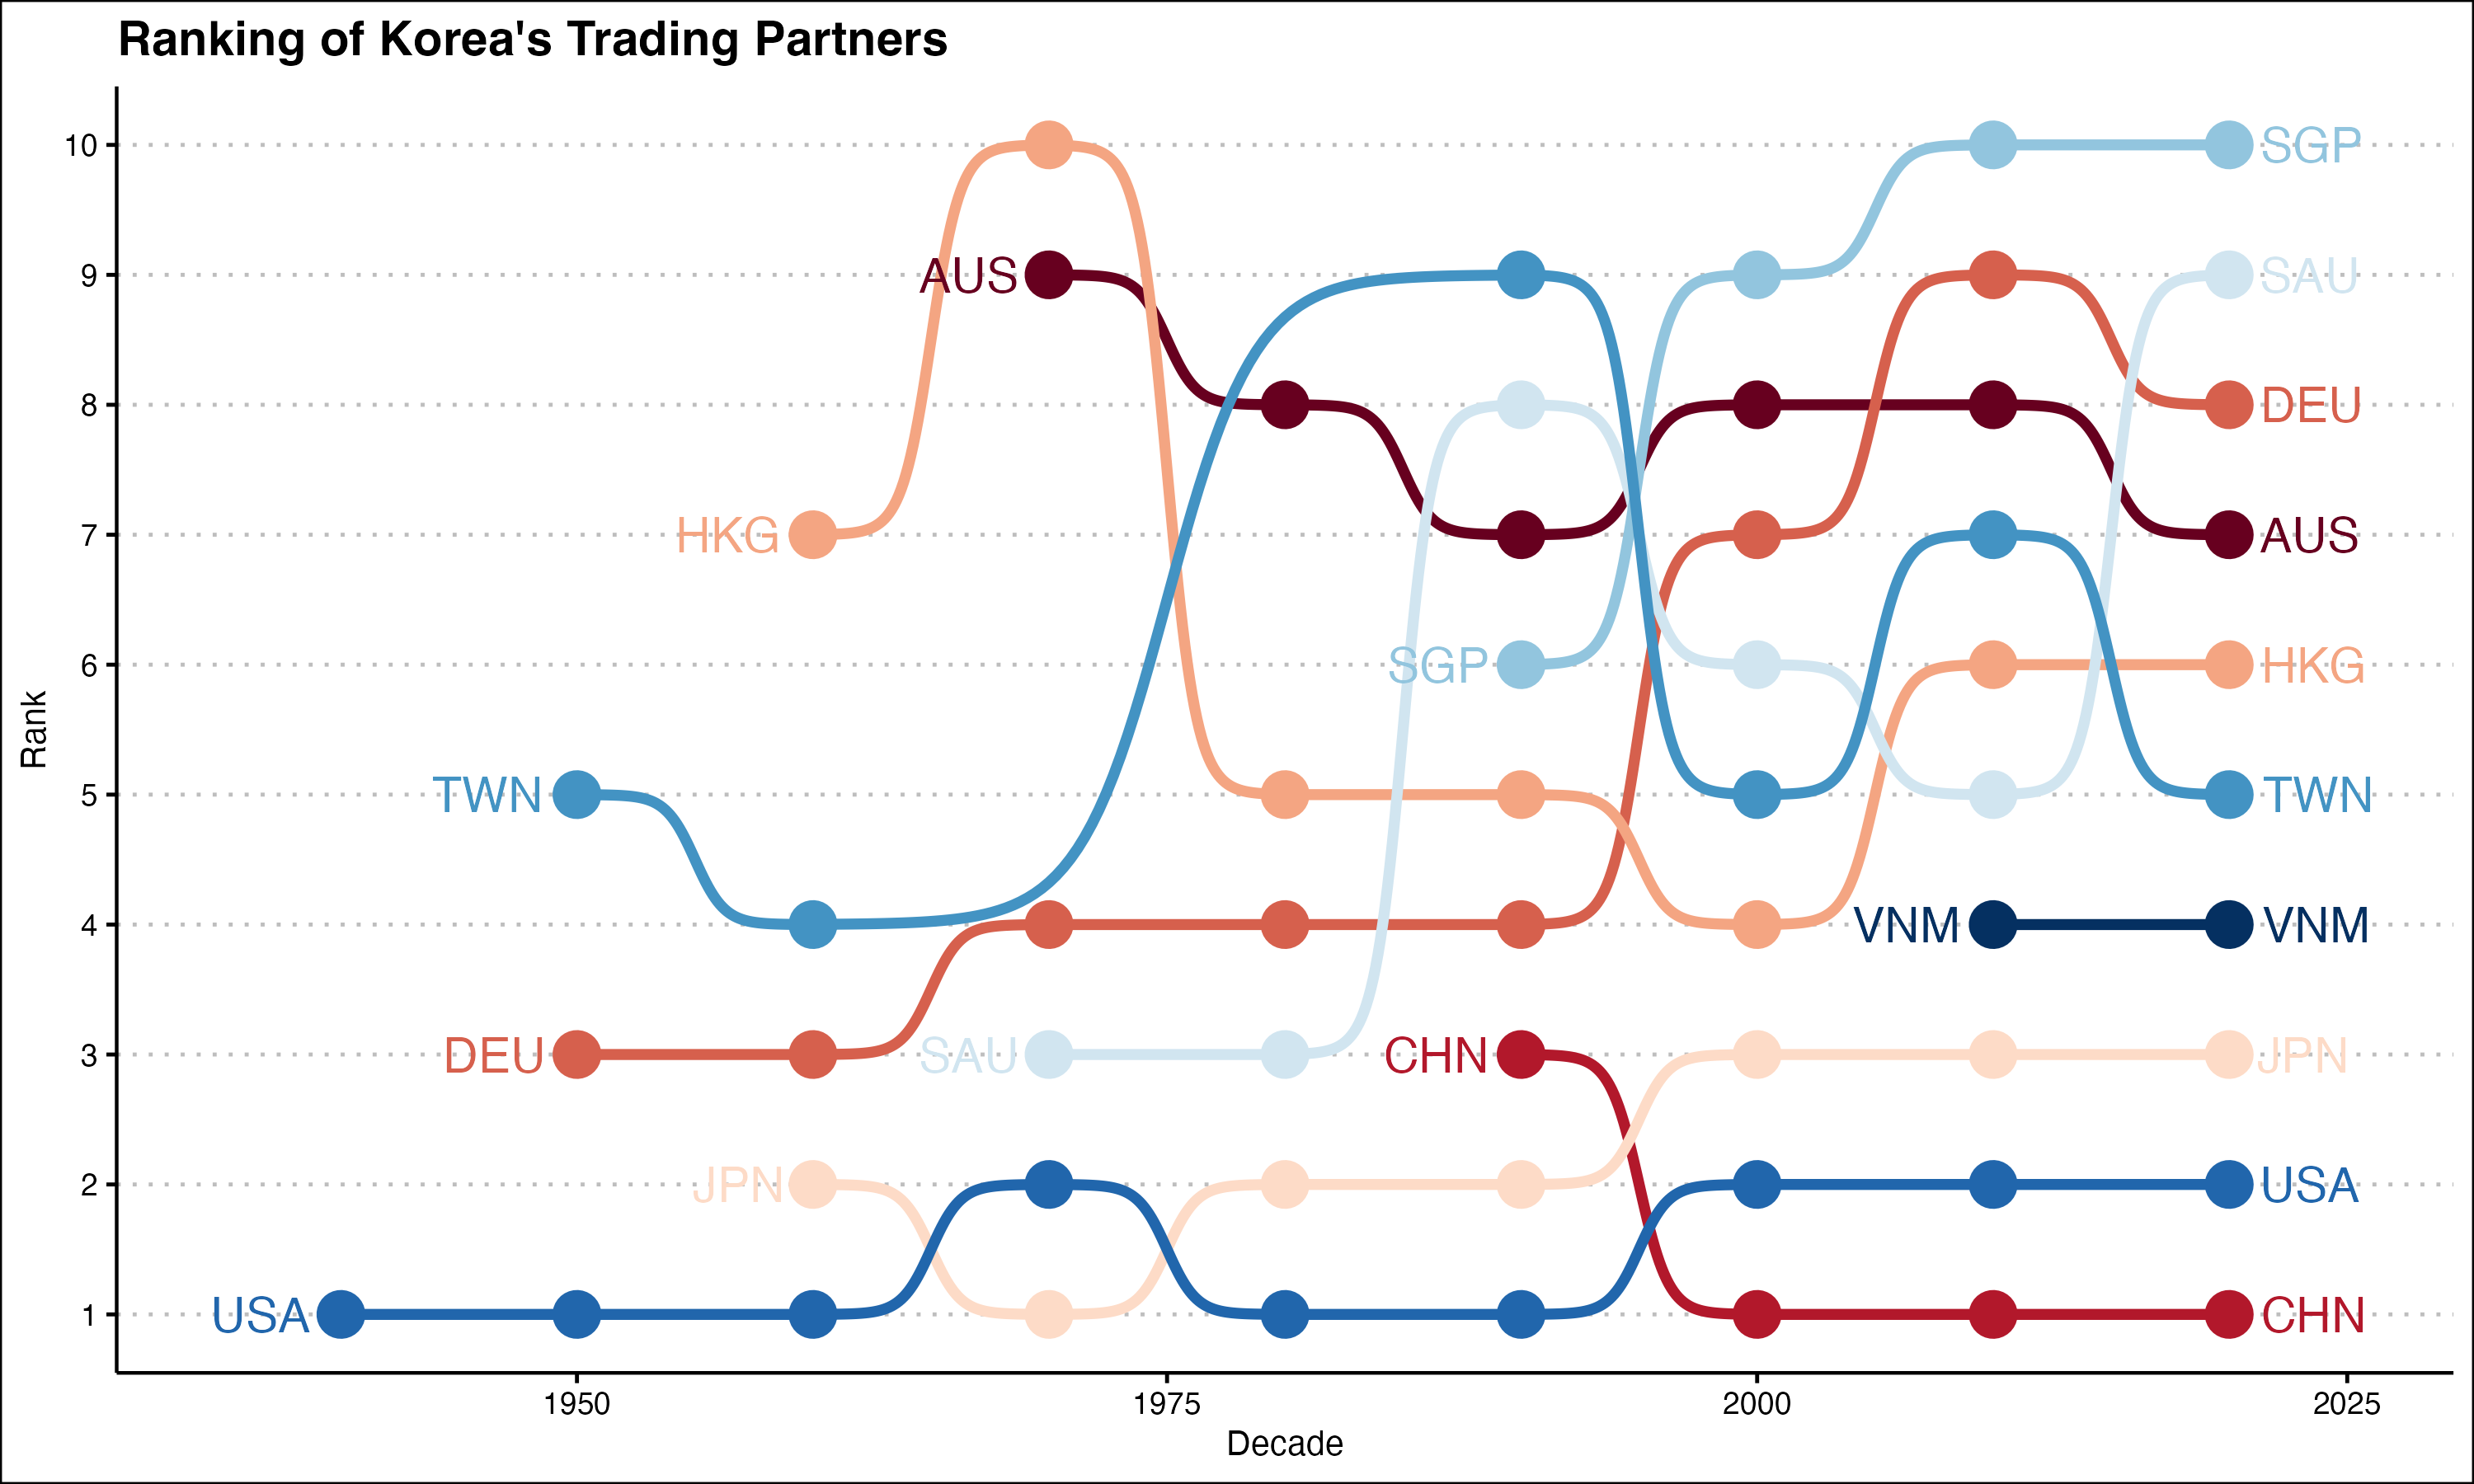 Ranking of Korea's Trading Partners
10
SGP
SGP
9
AUS
SAU
8
DEU
7
HKG
AUS
6
SGP
HKG
Rank
5
TWN
TWN
4
VNM
VNM
3
DEU
SAU
CHN
JPN
2
JPN
USA
1
USA
CHN
1950
1975
2000
2025
Decade